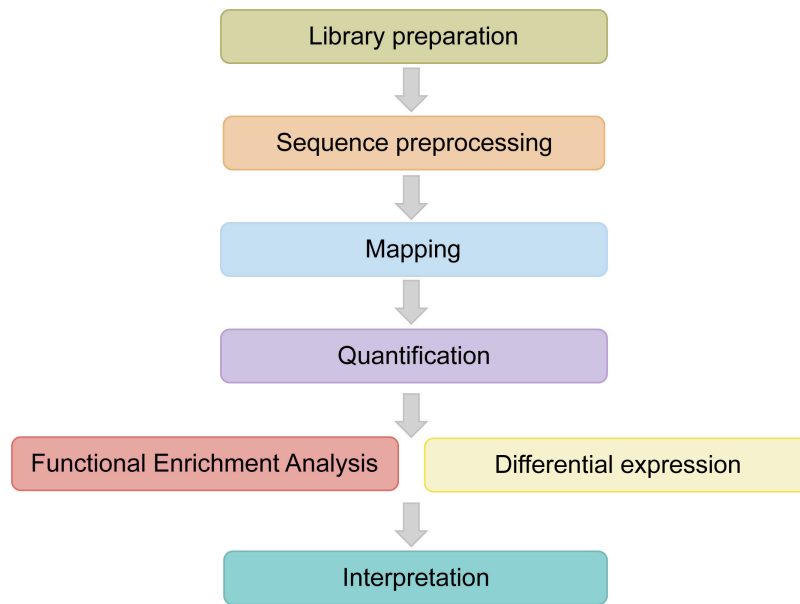 Library preparation
Sequence preprocessing
Mapping
Quantification
Functional Enrichment Analysis
Differential expression
Interpretation